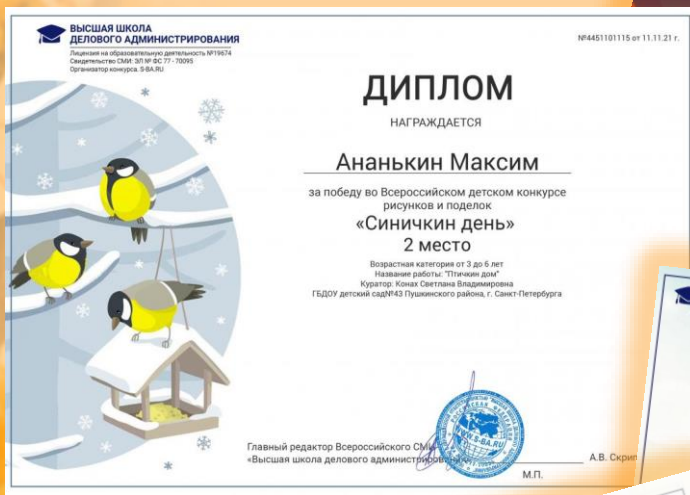 ВЫСШАЯ ШКОЛА
ДЕЛОВОГО АДМИНИСТРИРОВАНИЯ
Лицензия на образовательную деятельность №19674
Свидетельство СМИ: ЭЛ № ФС 77 - 70095
Организатор конкурса: S-BA.RU
№4451101115 от 11.11.21 г.
ДИПЛОМ
НАГРАЖДАЕТСЯ
Ананькин Максим
за победу во Всероссийском детском конкурсе
рисунков и поделок
«Синичкин день»
2 место
Возрастная категория от 3 до 6 лет
Название работы: "Птичкин дом"
Куратор: Конах Светлана Владимировна
ГБДОУ детский сад№43 Пушкинского района, г. Санкт-Петербурга
WWW.S-BA.RU
Главный редактор Всероссийского СМИ
«Высшая школа делового администрирования»
А.В.
М.П.